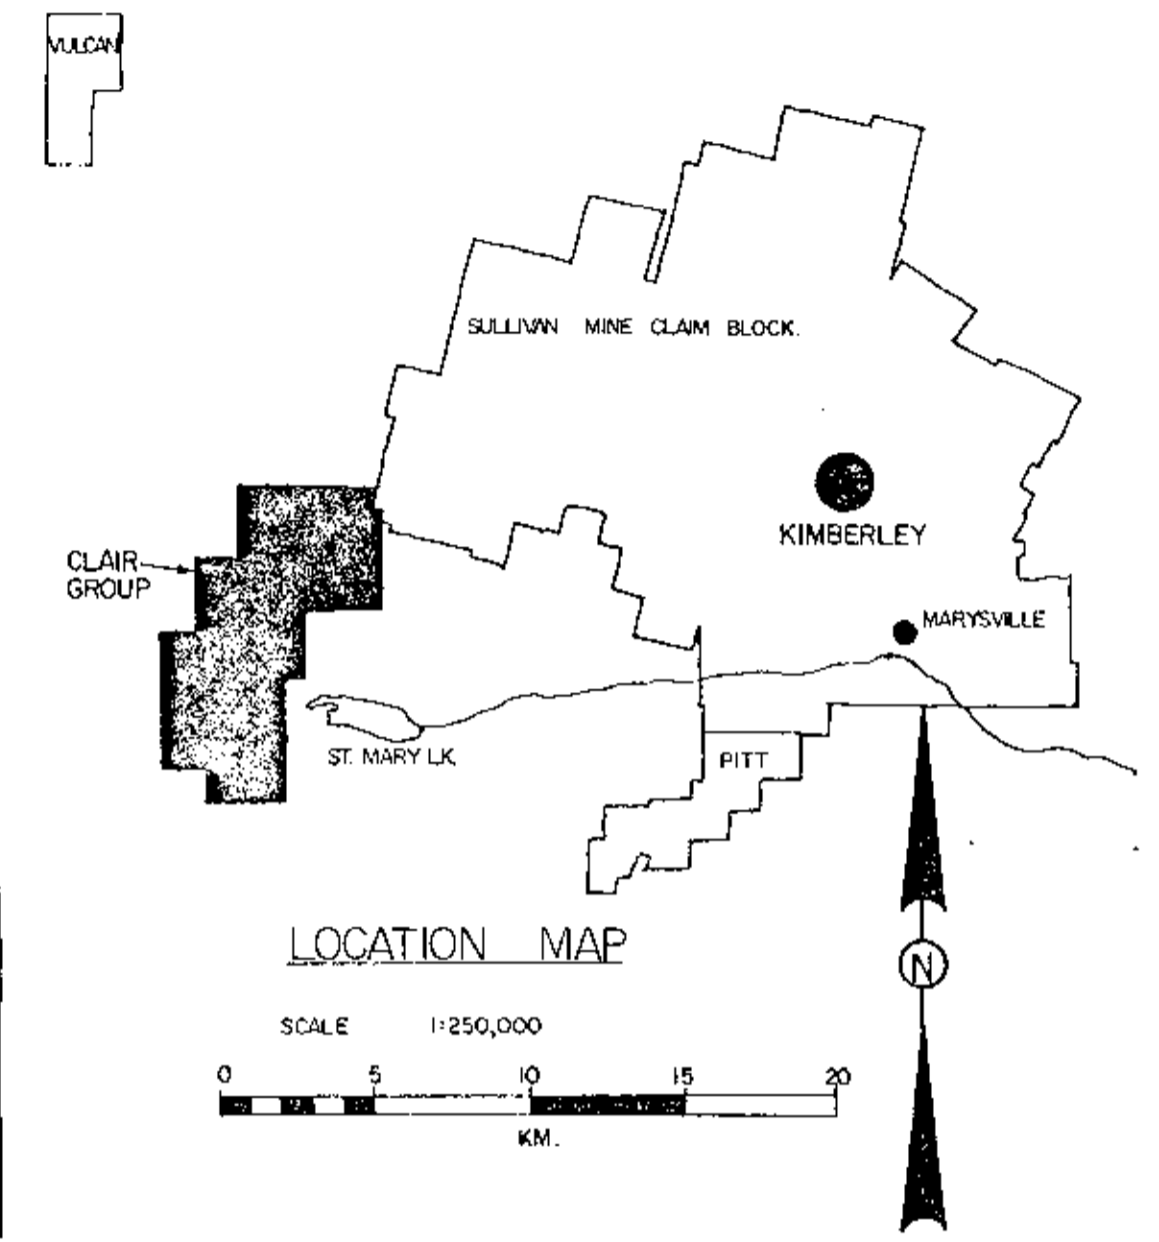 VULCAN
SULLIVAN MINE CLAIM BLOCK.
KIMBERLEY
CLAIR
GROUP
MARYSVILLE
ST. MARY LK.
PITT
LOCATION MAP
N
SCALE 1:250,000
0 5 10 15 20
KM.